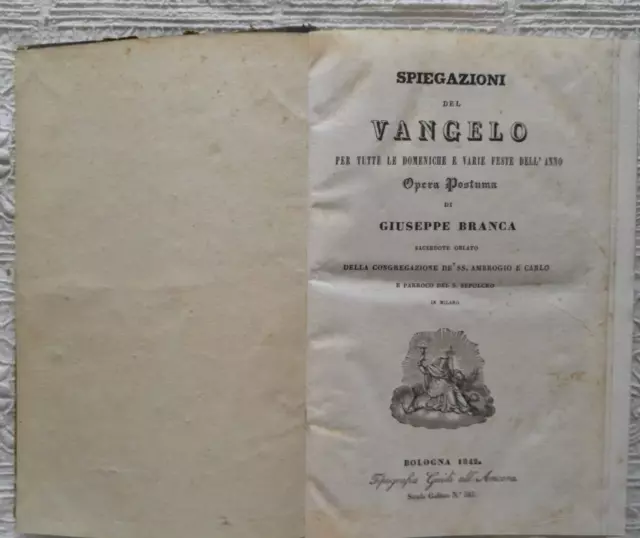 SPIEGAZIONI
DEL
VANGELO
PER TUTTE LE DOMENICHE E VARIE FESTE DELL'ANNO
Opera Postuma
DI
GIUSEPPE BRANCA
SACERDOTE OBLATO
DELLA CONGREGAZIONE DE' SS. AMBROGIO E CARLO
E PARROCO DEL S. SEPOLCRO
IN MILANO
BOLOGNA 1842.
Tipografia Guidi all'Ancora
N.°